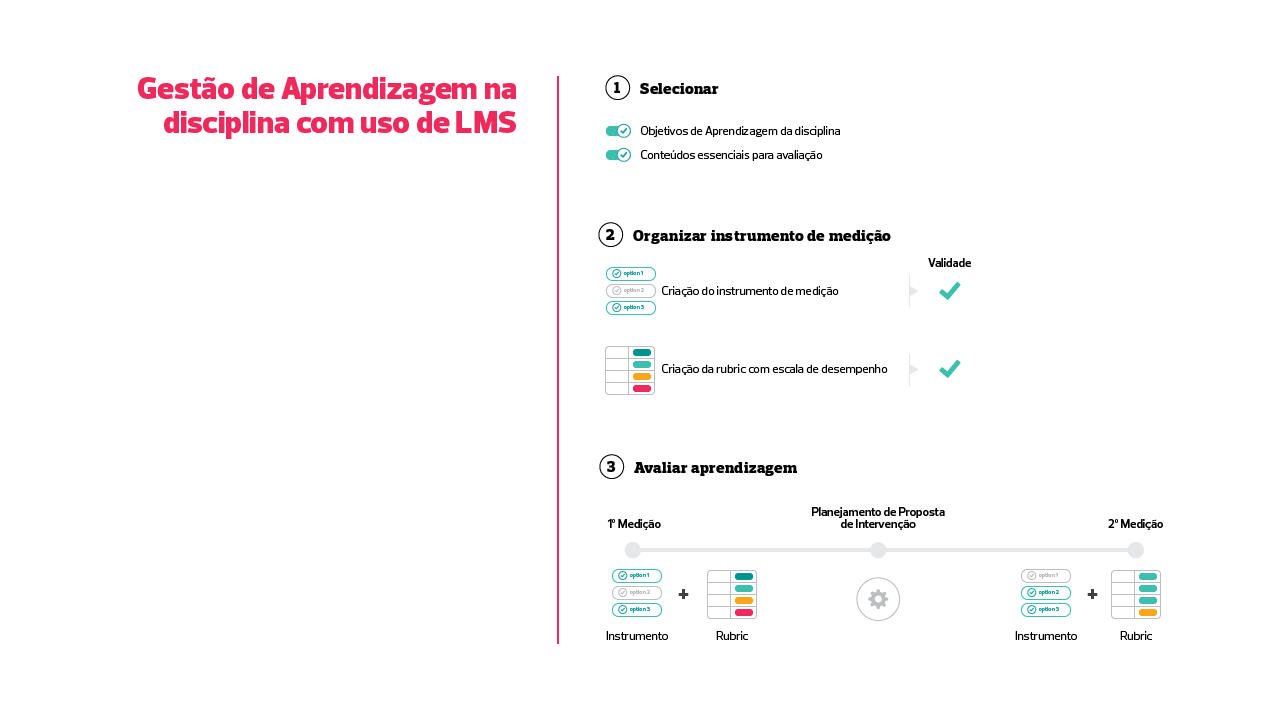 Gestão de Aprendizagem na
disciplina com uso de LMS
1 Selecionar
Objetivos de Aprendizagem da disciplina
Conteúdos essenciais para avaliação
2 Organizar instrumento de medição
Validade
option 1
option 2
option 3
Criação do instrumento de medição
Criação da rubric com escala de desempenho
3 Avaliar aprendizagem
1º Medição
Planejamento de Proposta
de Intervenção
2º Medição
option 1
option 2
option 3
+
Instrumento
Rubric
option 1
option 2
option 3
+
Instrumento
Rubric